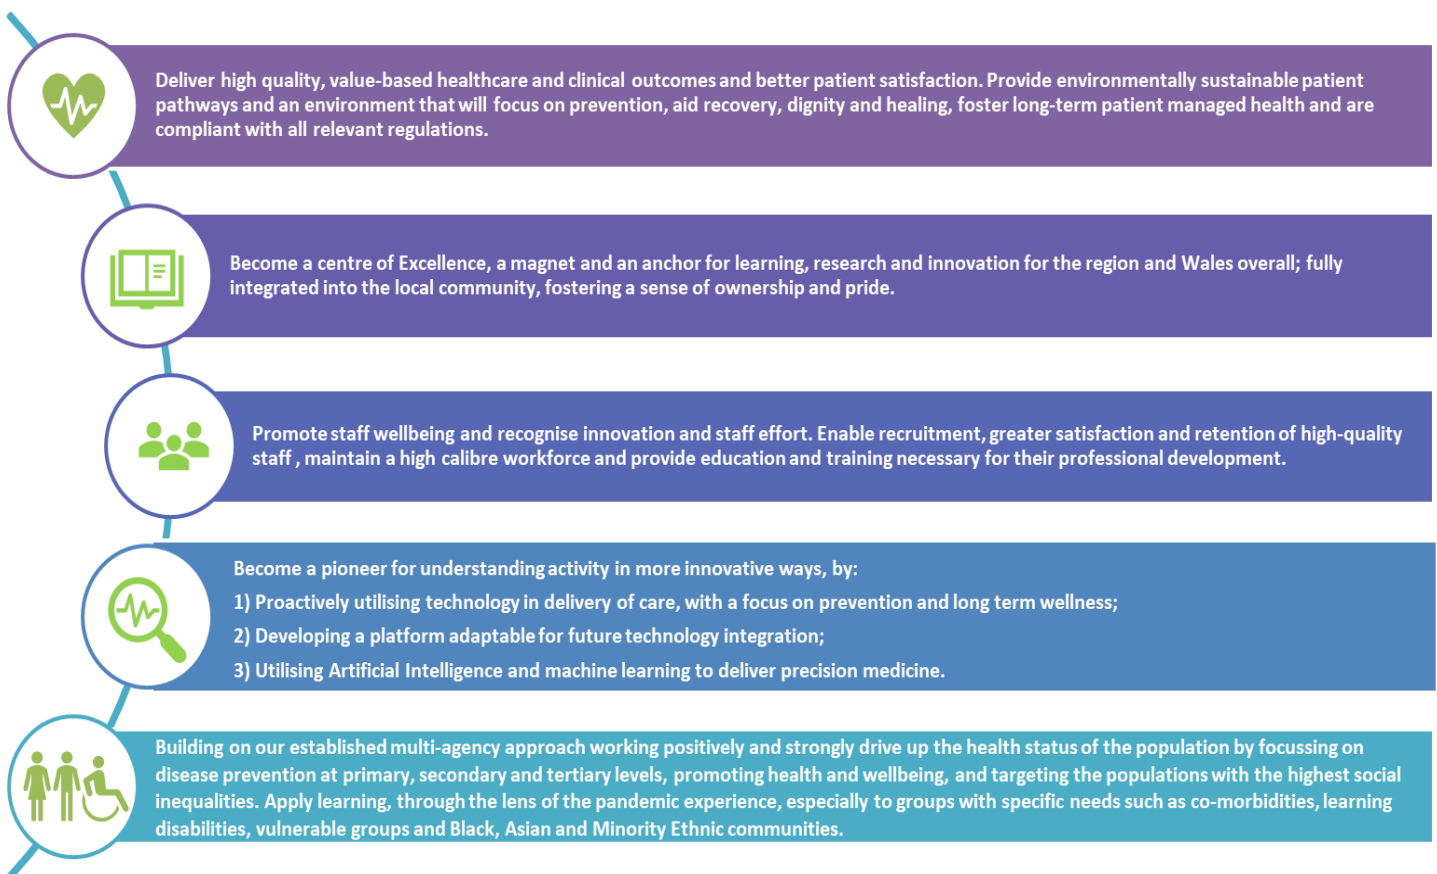 Deliver high quality, value-based healthcare and clinical outcomes and better patient satisfaction. Provide environmentally sustainable patient
pathways and an environment that will focus on prevention, aid recovery, dignity and healing, foster long-term patient managed health and are
compliant with all relevant regulations.
Become a centre of Excellence, a magnet and an anchor for learning, research and innovation for the region and Wales overall; fully
integrated into the local community, fostering a sense of ownership and pride.
Promote staff wellbeing and recognise innovation and staff effort. Enable recruitment, greater satisfaction and retention of high-quality
staff , maintain a high calibre workforce and provide education and training necessary for their professional development.
Become a pioneer for understanding activity in more innovative ways, by:
1) Proactively utilising technology in delivery of care, with a focus on prevention and long term wellness;
2) Developing a platform adaptable for future technology integration;
3) Utilising Artificial Intelligence and machine learning to deliver precision medicine.
Building on our established multi-agency approach working positively and strongly drive up the health status of the population by focussing on
disease prevention at primary, secondary and tertiary levels, promoting health and wellbeing, and targeting the populations with the highest social
inequalities. Apply learning, through the lens of the pandemic experience, especially to groups with specific needs such as co-morbidities, learning
disabilities, vulnerable groups and Black, Asian and Minority Ethnic communities.